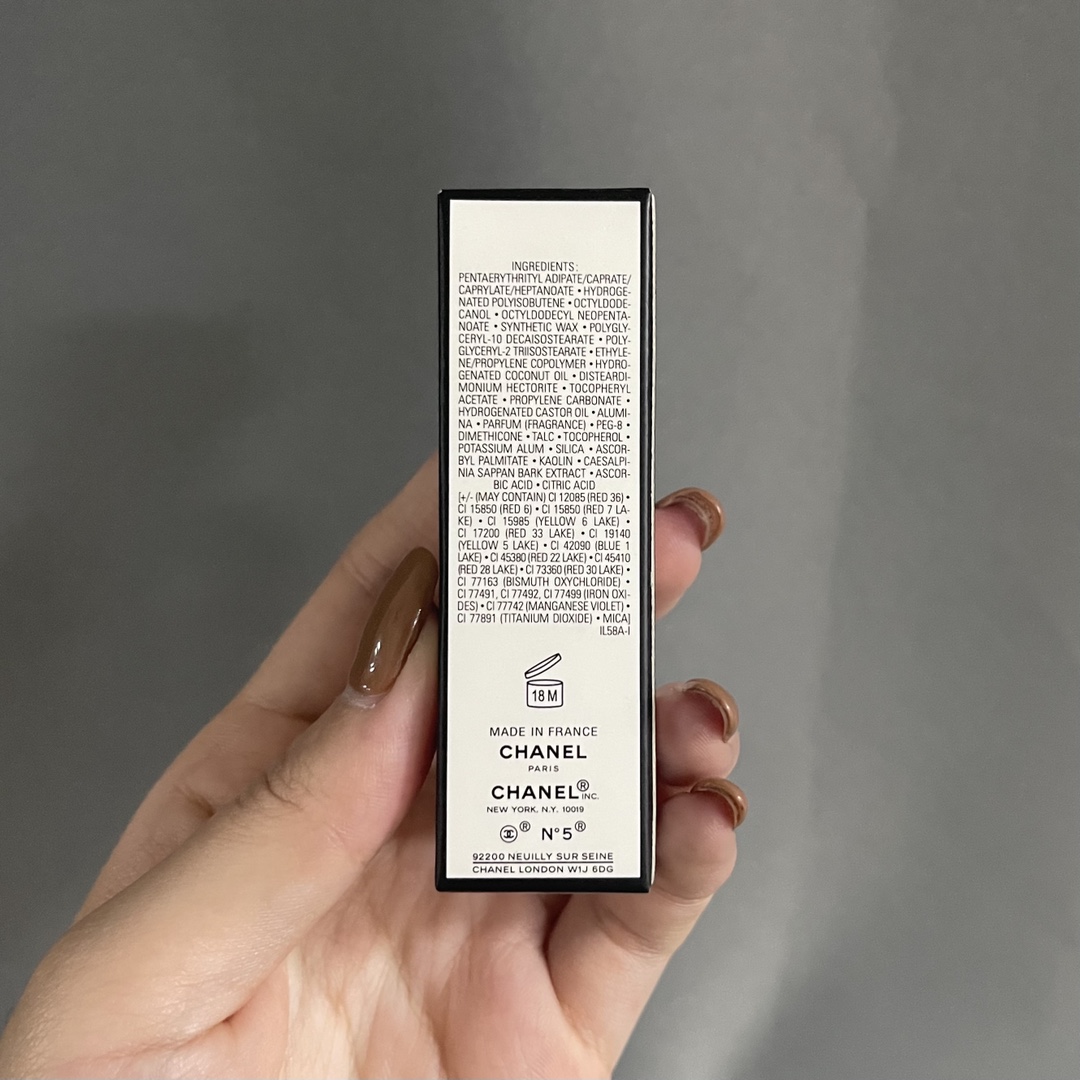 INGREDIENTS:
PENTAERYTHRITYL ADIPATE/CAPRATE/
CAPRYLATE/HEPTANOATE • HYDROGE-
NATED POLYISOBUTENE • OCTYLDODE-
CANOL • OCTYLDODECYL NEOPENTA-
NOATE • SYNTHETIC WAX • POLYGLY-
CERYL-10 DECAISOSTEARATE • POLY-
GLYCERYL-2 TRIISOSTEARATE • ETHYLE-
NE/PROPYLENE COPOLYMER • HYDRO-
GENATED COCONUT OIL • DISTEARDI-
MONIUM HECTORITE • TOCOPHERYL
ACETATE • PROPYLENE CARBONATE •
HYDROGENATED CASTOR OIL • ALUMI-
NA • PARFUM (FRAGRANCE) • PEG-8 •
DIMETHICONE • TALC • TOCOPHEROL •
POTASSIUM ALUM • SILICA • ASCOR-
BYL PALMITATE • KAOLIN • CAESALPI-
NIA SAPPAN BARK EXTRACT • ASCOR-
BIC ACID • CITRIC ACID
[+/- (MAY CONTAIN) CI 12085 (RED 36) •
CI 15850 (RED 6) • CI 15850 (RED 7 LA-
KE) • CI 15985 (YELLOW 6 LAKE) •
CI 17200 (RED 33 LAKE) • CI 19140
(YELLOW 5 LAKE) • CI 42090 (BLUE 1
LAKE) • CI 45380 (RED 22 LAKE) • CI 45410
(RED 28 LAKE) • CI 73360 (RED 30 LAKE) •
CI 77163 (BISMUTH OXYCHLORIDE) •
CI 77491, CI 77492, CI 77499 (IRON OXI-
DES) • CI 77742 (MANGANESE VIOLET) •
CI 77891 (TITANIUM DIOXIDE) • MICA]
IL58A-I
18 M
MADE IN FRANCE
CHANEL
PARIS
CHANEL® INC.
NEW YORK. N.Y. 10019
® N°5®
92200 NEUILLY SUR SEINE
CHANEL LONDON W1J 6DG